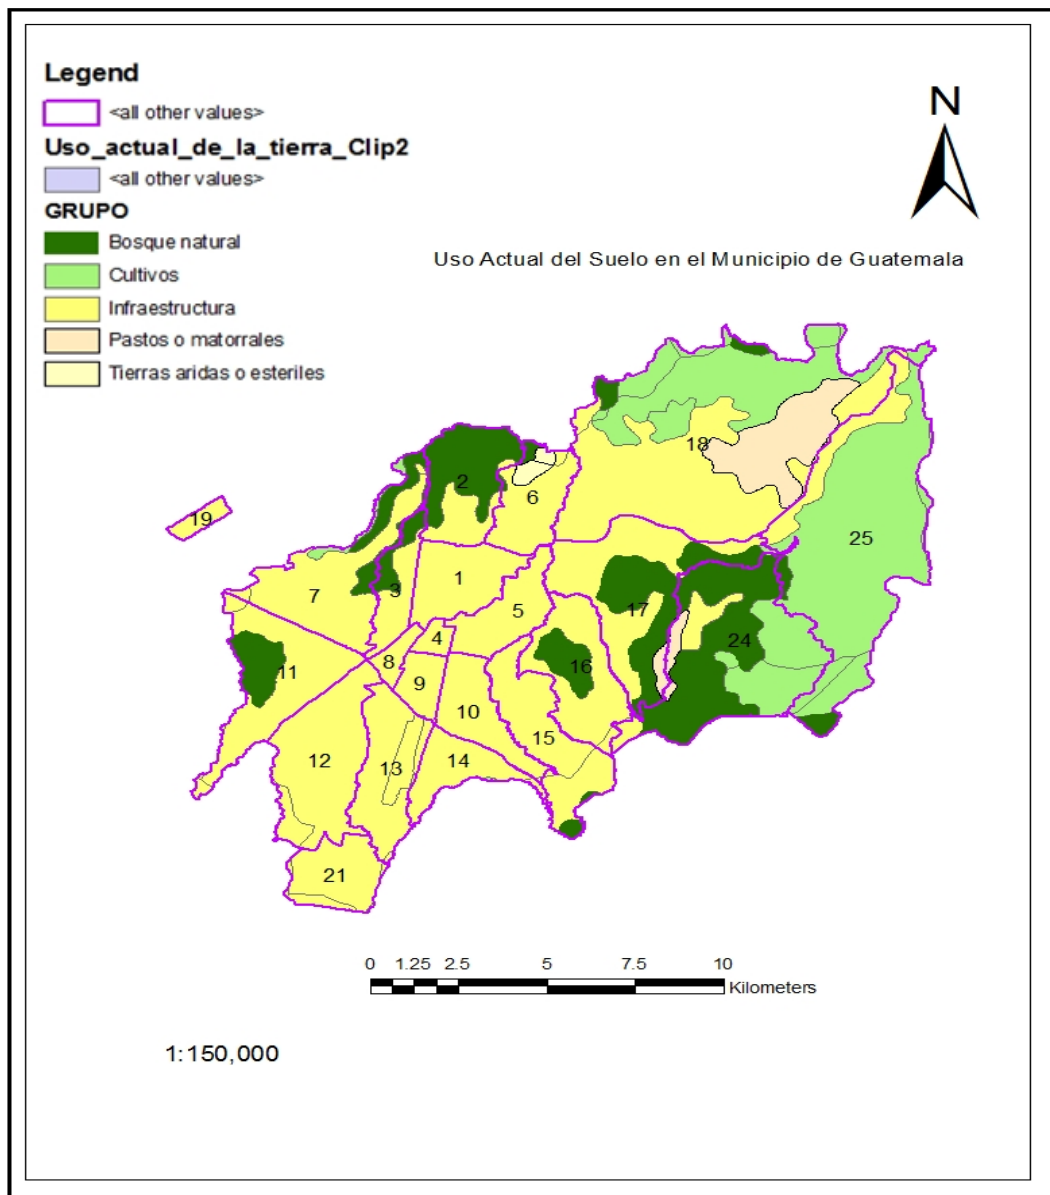 Legend
<all other values>
Uso_actual_de_la_tierra_Clip2
<all other values>
GRUPO
Bosque natural
Cultivos
Infraestructura
Pastos o matorrales
Tierras aridas o esteriles
N
Uso Actual del Suelo en el Municipio de Guatemala
18
2
6
19
25
1
7
3
5
17
4
24
8
16
11
9
10
15
12
13
14
21
0 1.25 2.5 5 7.5 10
Kilometers
1:150,000